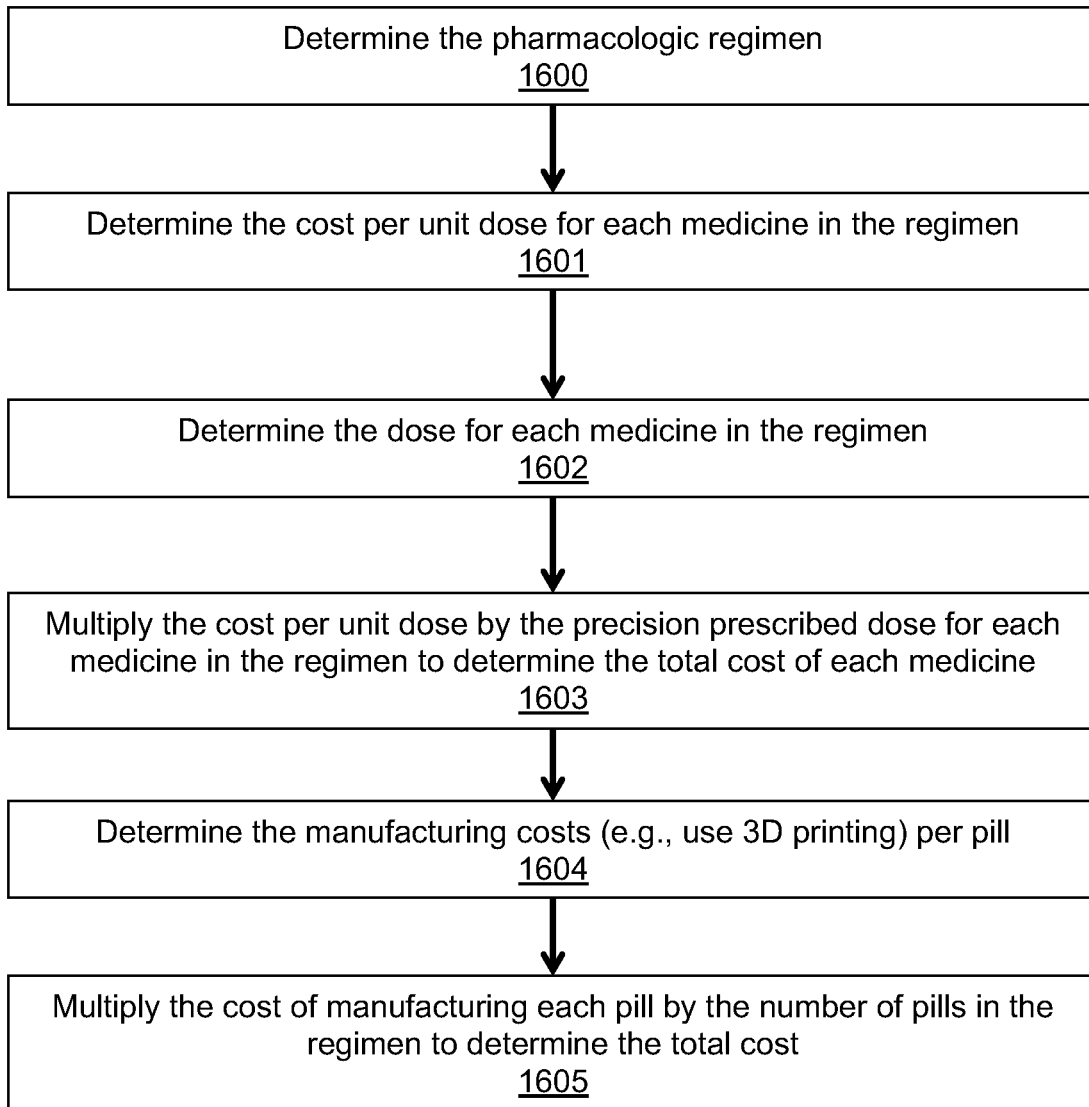 Determine the pharmacologic regimen
1600
Determine the cost per unit dose for each medicine in the regimen
1601
Determine the dose for each medicine in the regimen
1602
Multiply the cost per unit dose by the precision prescribed dose for each
medicine in the regimen to determine the total cost of each medicine
1603
Determine the manufacturing costs (e.g., use 3D printing) per pill
1604
Multiply the cost of manufacturing each pill by the number of pills in the
regimen to determine the total cost
1605